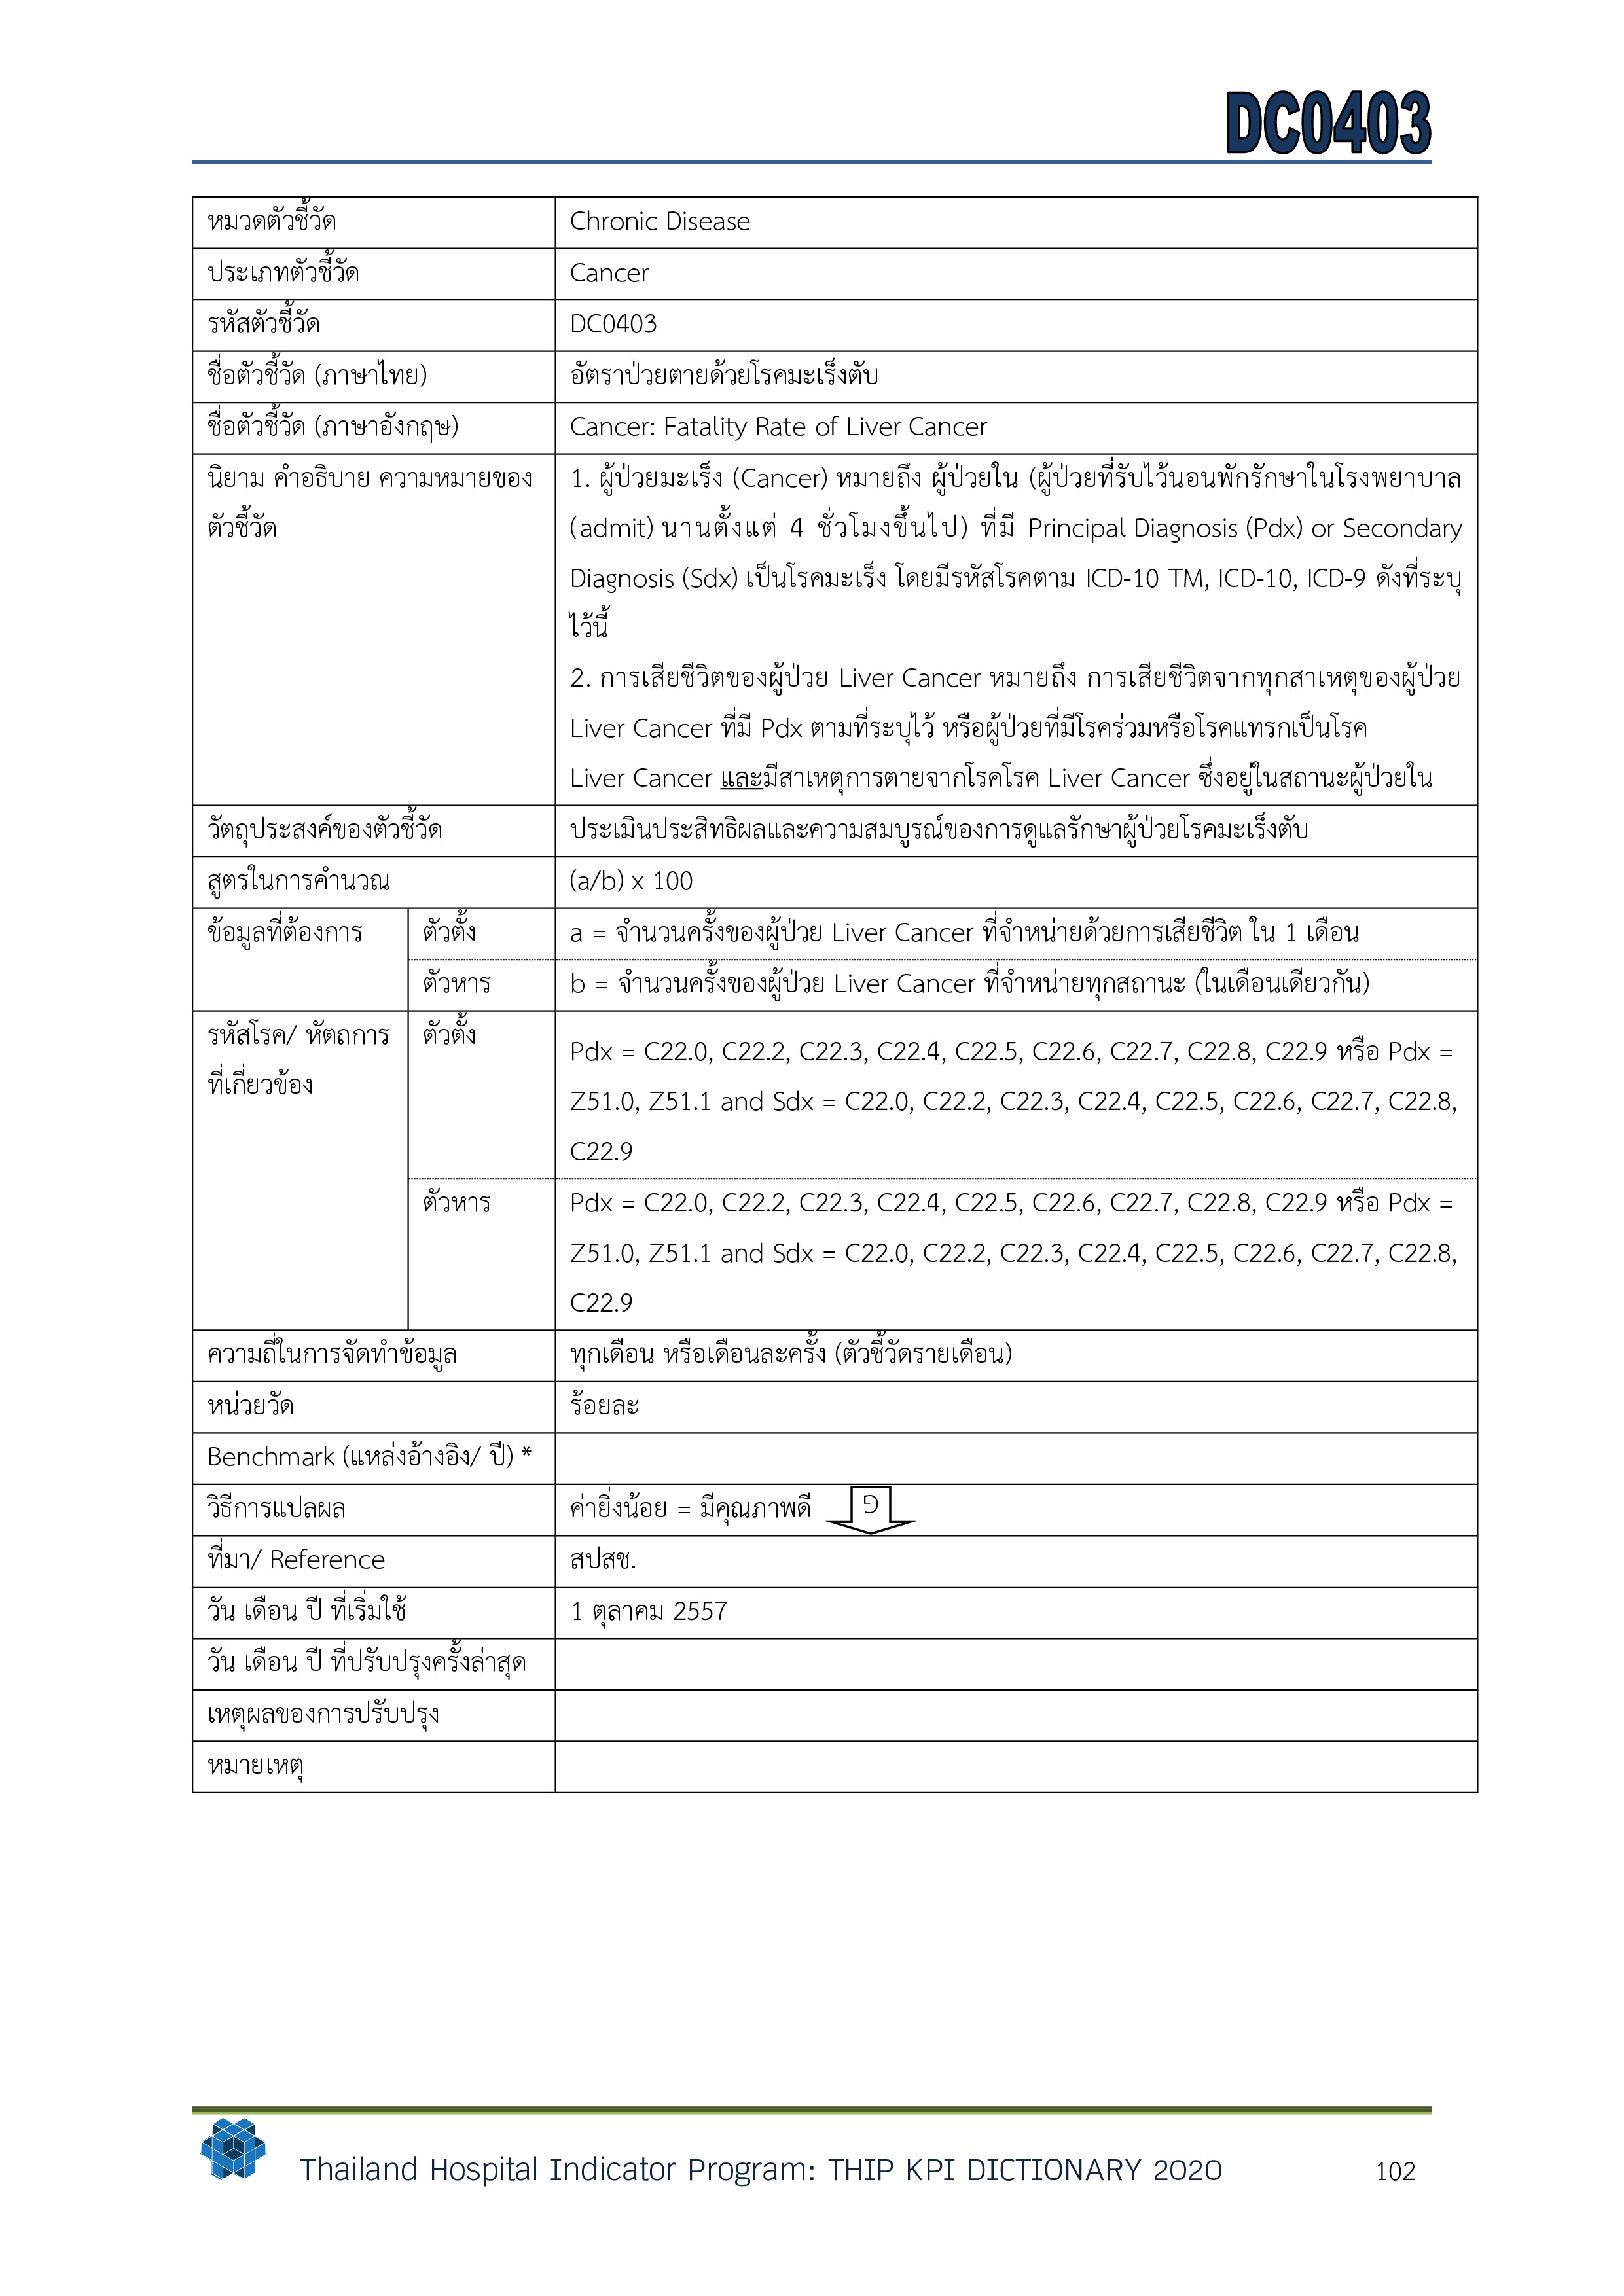 DC0403
หมวดตัวชี้วัด Chronic Disease
ประเภทตัวชี้วัด Cancer
รหัสตัวชี้วัด DC0403
ชื่อตัวชี้วัด (ภาษาไทย) อัตราป่วยตายด้วยโรคมะเร็งตับ
ชื่อตัวชี้วัด (ภาษาอังกฤษ) Cancer: Fatality Rate of Liver Cancer
นิยาม คำอธิบาย ความหมายของ
ตัวชี้วัด
1. ผู้ป่วยมะเร็ง (Cancer) หมายถึง ผู้ป่วยใน (ผู้ป่วยที่รับไว้นอนพักรักษาในโรงพยาบาล
(admit) นานตั้งแต่ 4 ชั่วโมงขึ้นไป) ที่มี Principal Diagnosis (Pdx) or Secondary
Diagnosis (Sdx) เป็นโรคมะเร็ง โดยมีรหัสโรคตาม ICD-10 TM, ICD-10, ICD-9 ดังที่ระบุ
ไว้นี้
2. การเสียชีวิตของผู้ป่วย Liver Cancer หมายถึง การเสียชีวิตจากทุกสาเหตุของผู้ป่วย
Liver Cancer ที่มี Pdx ตามที่ระบุไว้ หรือผู้ป่วยที่มีโรคร่วมหรือโรคแทรกเป็นโรค
Liver Cancer และมีสาเหตุการตายจากโรคโรค Liver Cancer ซึ่งอยู่ในสถานะผู้ป่วยใน
วัตถุประสงค์ของตัวชี้วัด ประเมินประสิทธิผลและความสมบูรณ์ของการดูแลรักษาผู้ป่วยโรคมะเร็งตับ
สูตรในการคำนวณ (a/b) x 100
ข้อมูลที่ต้องการ ตัวตั้ง a = จำนวนครั้งของผู้ป่วย Liver Cancer ที่จำหน่ายด้วยการเสียชีวิต ใน 1 เดือน
ตัวหาร b = จำนวนครั้งของผู้ป่วย Liver Cancer ที่จำหน่ายทุกสถานะ (ในเดือนเดียวกัน)
รหัสโรค/ หัตถการ
ที่เกี่ยวข้อง
ตัวตั้ง
Pdx = C22.0, C22.2, C22.3, C22.4, C22.5, C22.6, C22.7, C22.8, C22.9 หรือ Pdx =
Z51.0, Z51.1 and Sdx = C22.0, C22.2, C22.3, C22.4, C22.5, C22.6, C22.7, C22.8,
C22.9
ตัวหาร Pdx = C22.0, C22.2, C22.3, C22.4, C22.5, C22.6, C22.7, C22.8, C22.9 หรือ Pdx =
Z51.0, Z51.1 and Sdx = C22.0, C22.2, C22.3, C22.4, C22.5, C22.6, C22.7, C22.8,
C22.9
ความถี่ในการจัดทำข้อมูล ทุกเดือน หรือเดือนละครั้ง (ตัวชี้วัดรายเดือน)
หน่วยวัด ร้อยละ
Benchmark (แหล่งอ้างอิง/ ปี) *
วิธีการแปลผล ค่ายิ่งน้อย = มีคุณภาพดี
ที่มา/ Reference สปสช.
วัน เดือน ปี ที่เริ่มใช้ 1 ตุลาคม 2557
วัน เดือน ปี ที่ปรับปรุงครั้งล่าสุด
เหตุผลของการปรับปรุง
หมายเหตุ
Thailand Hospital Indicator Program: THIP KPI DICTIONARY 2020 102